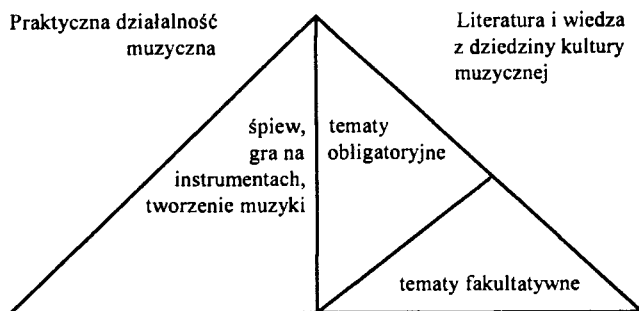 Praktyczna działalność
muzyczna
Literatura i wiedza
z dziedziny kultury
muzycznej
śpiew,
gra na
instrumentach,
tworzenie muzyki
tematy
obligatoryjne
tematy fakultatywne